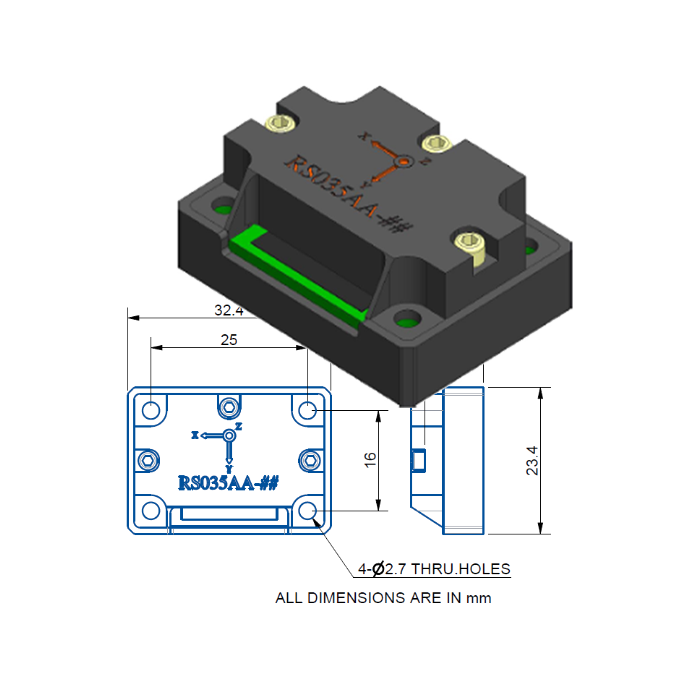 X
Z
Y
RS035AA-##
32.4
25
X
Z
Y
RS035AA-##
16
23.4
4-Ø2.7 THRU.HOLES
ALL DIMENSIONS ARE IN mm